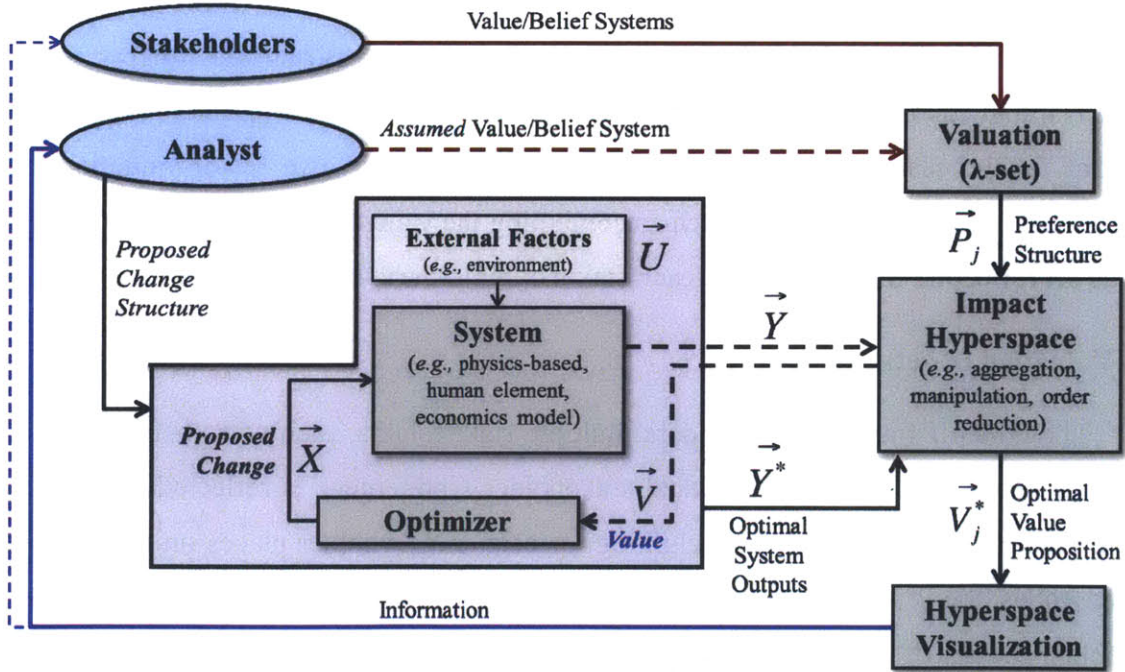 Value/Belief Systems
Stakeholders
Assumed Value/Belief System
Analyst
Valuation
(λ-set)
Proposed
Change
Structure
External Factors
(e.g., environment)
U
P j
Preference
Structure
System
(e.g., physics-based,
human element,
economics model)
Y
Impact
Hyperspace
(e.g., aggregation,
manipulation, order
reduction)
Proposed
Change
X
V
Value
Optimizer
Y*
Optimal
System
Outputs
V*j
Optimal
Value
Proposition
Information
Hyperspace
Visualization